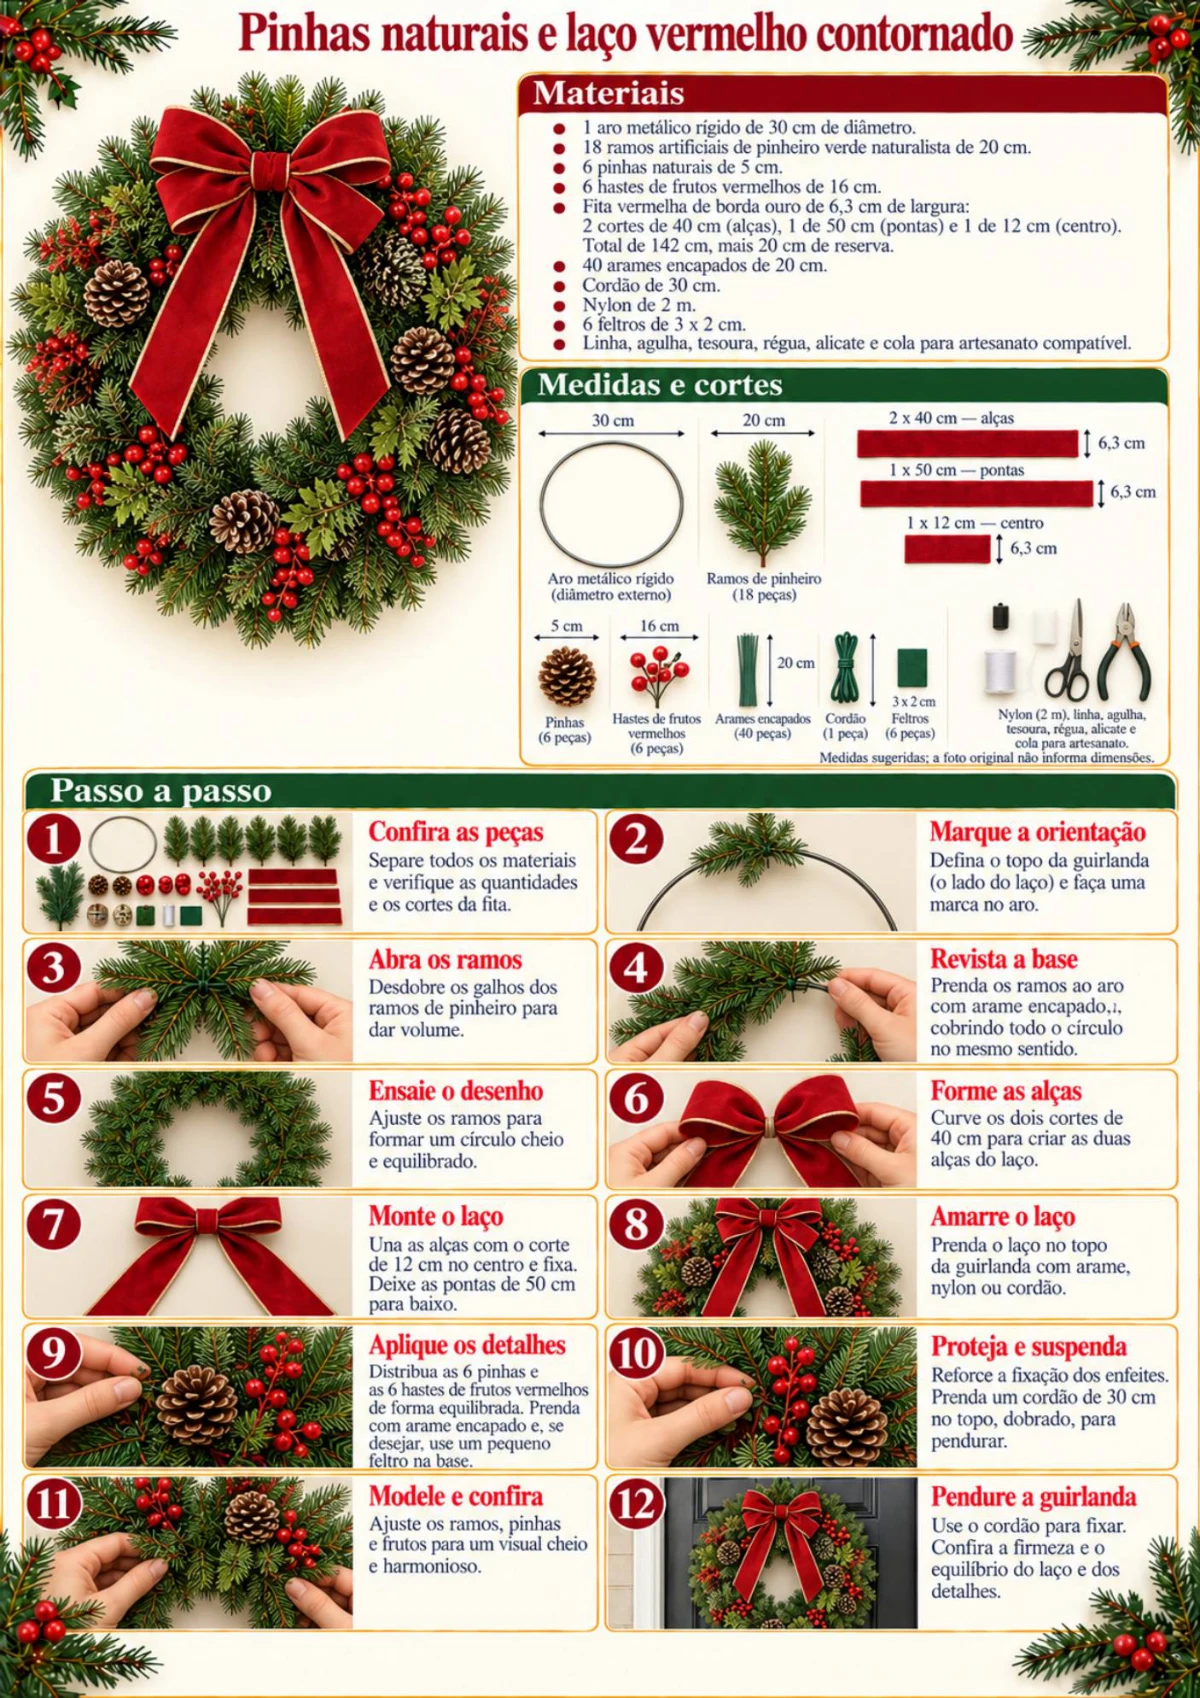 Pinhas naturais e laço vermelho contornado
Materiais
1 aro metálico rígido de 30 cm de diâmetro.
18 ramos artificiais de pinheiro verde naturalista de 20 cm.
6 pinhas naturais de 5 cm.
6 hastes de frutos vermelhos de 16 cm.
Fita vermelha de borda ouro de 6,3 cm de largura:
2 cortes de 40 cm (alças), 1 de 50 cm (pontas) e 1 de 12 cm (centro).
Total de 142 cm, mais 20 cm de reserva.
40 arames encapados de 20 cm.
Cordão de 30 cm.
Nylon de 2 m.
6 feltros de 3 x 2 cm.
Linha, agulha, tesoura, régua, alicate e cola para artesanato compatível.
Medidas e cortes
30 cm
Aro metálico rígido
(diâmetro externo)
20 cm
Ramos de pinheiro
(18 peças)
2 x 40 cm — alças
6,3 cm
1 x 50 cm — pontas
6,3 cm
1 x 12 cm — centro
6,3 cm
5 cm
Pinhas
(6 peças)
16 cm
Hastes de frutos
vermelhos
(6 peças)
20 cm
Arames encapados
(40 peças)
Cordão
(1 peça)
3 x 2 cm
Feltros
(6 peças)
Nylon (2 m), linha, agulha,
tesoura, régua, alicate e
cola para artesanato.
Medidas sugeridas; a foto original não informa dimensões.
Passo a passo
1
Confira as peças
Separe todos os materiais
e verifique as quantidades
e os cortes da fita.
2
Marque a orientação
Defina o topo da guirlanda
(o lado do laço) e faça uma
marca no aro.
3
Abra os ramos
Desdobre os galhos dos
ramos de pinheiro para
dar volume.
4
Revista a base
Prenda os ramos ao aro
com arame encapado,ı,
cobrindo todo o círculo
no mesmo sentido.
5
Ensaie o desenho
Ajuste os ramos para
formar um círculo cheio
e equilibrado.
6
Forme as alças
Curve os dois cortes de
40 cm para criar as duas
alças do laço.
7
Monte o laço
Una as alças com o corte
de 12 cm no centro e fixa.
Deixe as pontas de 50 cm
para baixo.
8
Amarre o laço
Prenda o laço no topo
da guirlanda com arame,
nylon ou cordão.
9
Aplique os detalhes
Distribua as 6 pinhas e
as 6 hastes de frutos vermelhos
de forma equilibrada. Prenda
com arame encapado e, se
desejar, use um pequeno
feltro na base.
10
Proteja e suspenda
Reforce a fixação dos enfeites.
Prenda um cordão de 30 cm
no topo, dobrado, para
pendurar.
11
Modele e confira
Ajuste os ramos, pinhas
e frutos para um visual cheio
e harmonioso.
12
Pendure a guirlanda
Use o cordão para fixar.
Confira a firmeza e o
equilíbrio do laço e dos
detalhes.